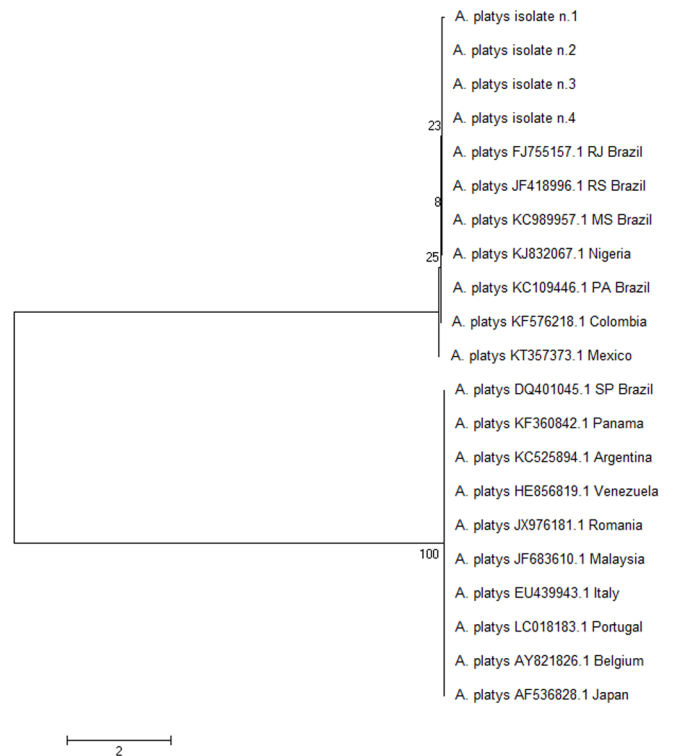 A. platys isolate n.1
A. platys isolate n.2
A. platys isolate n.3
A. platys isolate n.4
23
A. platys FJ755157.1 RJ Brazil
A. platys JF418996.1 RS Brazil
8
A. platys KC989957.1 MS Brazil
A. platys KJ832067.1 Nigeria
25
A. platys KC109446.1 PA Brazil
A. platys KF576218.1 Colombia
A. platys KT357373.1 Mexico
A. platys DQ401045.1 SP Brazil
A. platys KF360842.1 Panama
A. platys KC525894.1 Argentina
A. platys HE856819.1 Venezuela
A. platys JX976181.1 Romania
100
A. platys JF683610.1 Malaysia
A. platys EU439943.1 Italy
A. platys LC018183.1 Portugal
A. platys AY821826.1 Belgium
A. platys AF536828.1 Japan
2